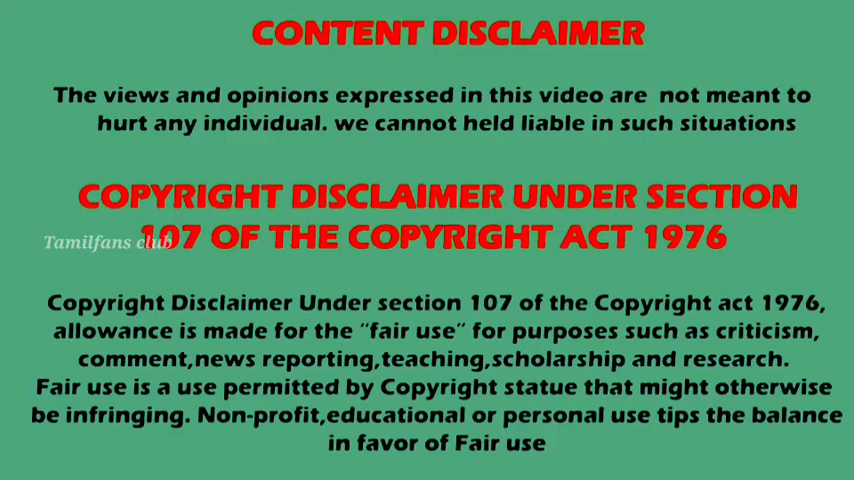 CONTENT DISCLAIMER
The views and opinions expressed in this video are not meant to
hurt any individual. we cannot held liable in such situations
COPYRIGHT DISCLAIMER UNDER SECTION
107 OF THE COPYRIGHT ACT 1976
Tamilfans club
Copyright Disclaimer Under section 107 of the Copyright act 1976,
allowance is made for the "fair use" for purposes such as criticism,
comment,news reporting,teaching,scholarship and research.
Fair use is a use permitted by Copyright statue that might otherwise
be infringing. Non-profit,educational or personal use tips the balance
in favor of Fair use